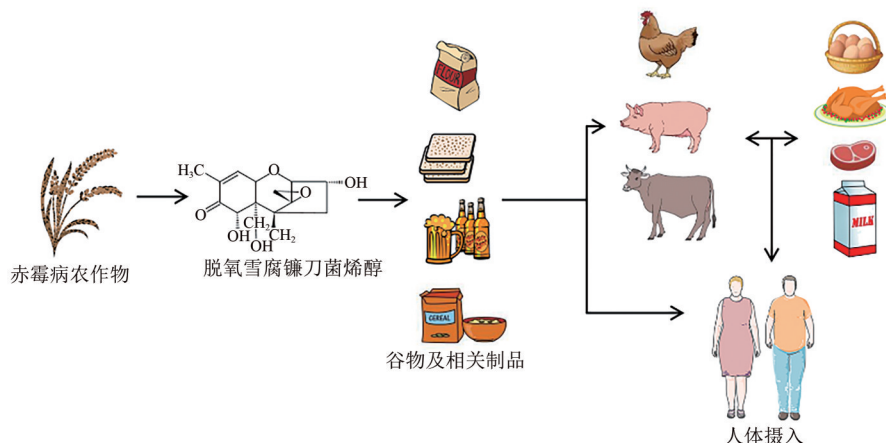 FLOUR
H₃C
O
O
O
OH
OH
CH₂
OH
CH₂
赤霉病农作物
脱氧雪腐镰刀菌烯醇
CEREAL
谷物及相关制品
MILK
人体摄入